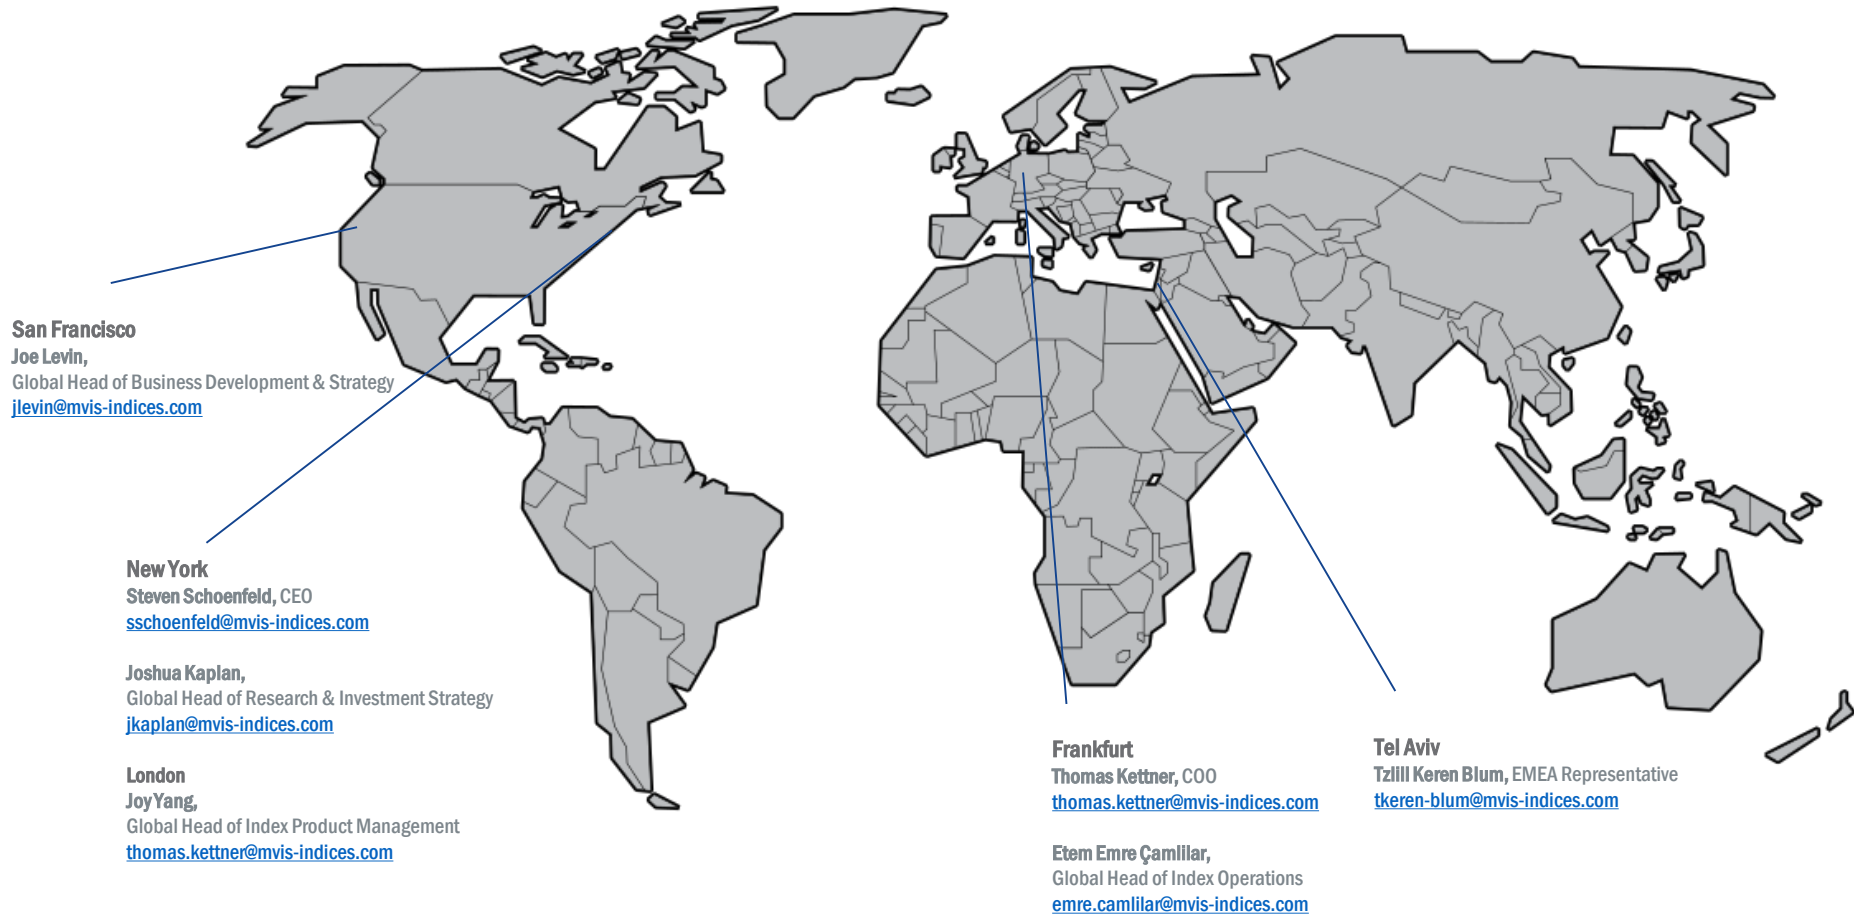 San Francisco
Joe Levin,
Global Head of Business Development & Strategy
jlevin@mvis-indices.com
New York
Steven Schoenfeld, CEO
sschoenfeld@mvis-indices.com
Joshua Kaplan,
Global Head of Research & Investment Strategy
jkaplan@mvis-indices.com
London
Joy Yang,
Global Head of Index Product Management
thomas.kettner@mvis-indices.com
Frankfurt
Thomas Kettner, COO
thomas.kettner@mvis-indices.com
Etem Emre Çamlilar,
Global Head of Index Operations
emre.camlilar@mvis-indices.com
Tel Aviv
Tzlill Keren Blum, EMEA Representative
tkeren-blum@mvis-indices.com